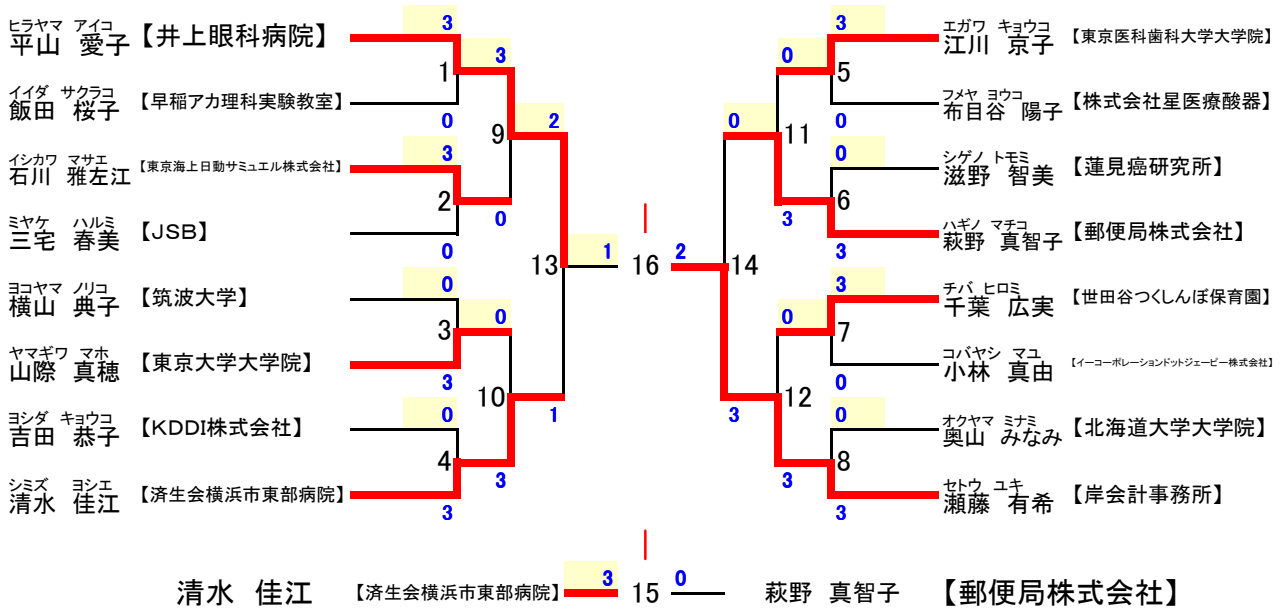 ヒラヤマ アイコ
平山 愛子 【井上眼科病院】
3
1
イイダ サクラコ
飯田 桜子 【早稲アカ理科実験教室】
0
3
9
イシカワ マサエ
石川 雅左江 【東京海上日動サミュエル株式会社】
3
2
0
ミヤケ ハルミ
三宅 春美 【JSB】
0
2
13
ヨコヤマ ノリコ
横山 典子 【筑波大学】
0
3
0
ヤマギワ マホ
山際 真穂 【東京大学大学院】
3
10
1
ヨシダ キョウコ
吉田 恭子 【KDDI株式会社】
0
4
3
シミズ ヨシエ
清水 佳江 【済生会横浜市東部病院】
3
1
16
2
エガワ キョウコ
江川 京子 【東京医科歯科大学大学院】
3
5
0
フメヤ ヨウコ
布目谷 陽子 【株式会社星医療酸器】
0
0
11
シゲノ トモミ
滋野 智美 【蓮見癌研究所】
0
6
3
ハギノ マチコ
萩野 真智子 【郵便局株式会社】
3
14
チバ ヒロミ
千葉 広実 【世田谷つくしんぼ保育園】
3
7
0
コバヤシ マユ
小林 真由 【イーコーポレーションドットジェーピー株式会社】
0
12
3
オクヤマ ミナミ
奥山 みなみ 【北海道大学大学院】
0
8
3
セトウ ユキ
瀬藤 有希 【岸会計事務所】
3
清水 佳江 【済生会横浜市東部病院】 3 15 0 萩野 真智子 【郵便局株式会社】